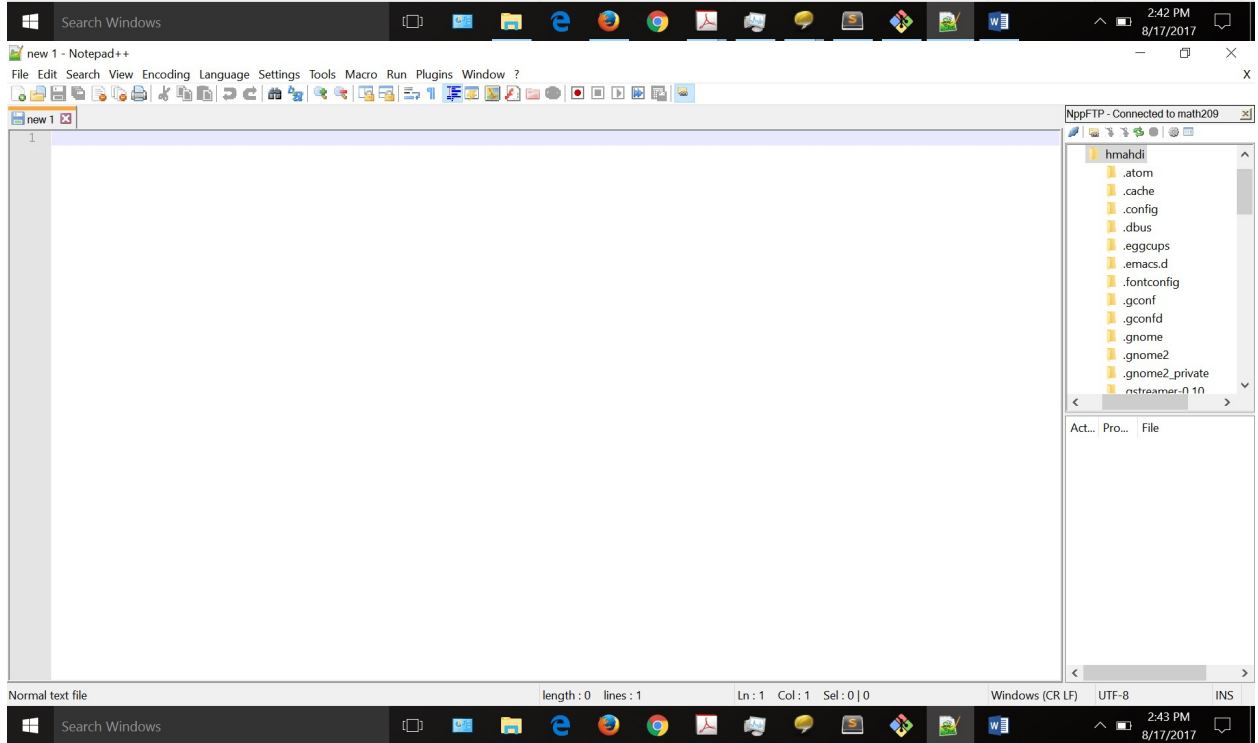 Search Windows
2:42 PM
8/17/2017
new 1 - Notepad++
File Edit Search View Encoding Language Settings Tools Macro Run Plugins Window ?
X
new 1
NppFTP - Connected to math209
1
hmahdi
.atom
.cache
.config
.dbus
.eggcups
.emacs.d
.fontconfig
.gconf
.gconfd
.gnome
.gnome2
.gnome2_private
.gstreamer-0.10
Act... Pro... File
Normal text file length : 0 lines : 1 Ln : 1 Col : 1 Sel : 0 | 0 Windows (CR LF) UTF-8 INS
Search Windows
2:43 PM
8/17/2017